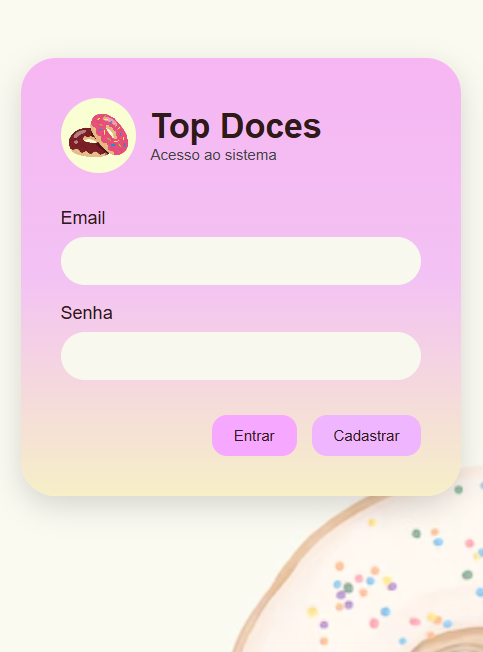 Top Doces
Acesso ao sistema
Email
Senha
Entrar
Cadastrar